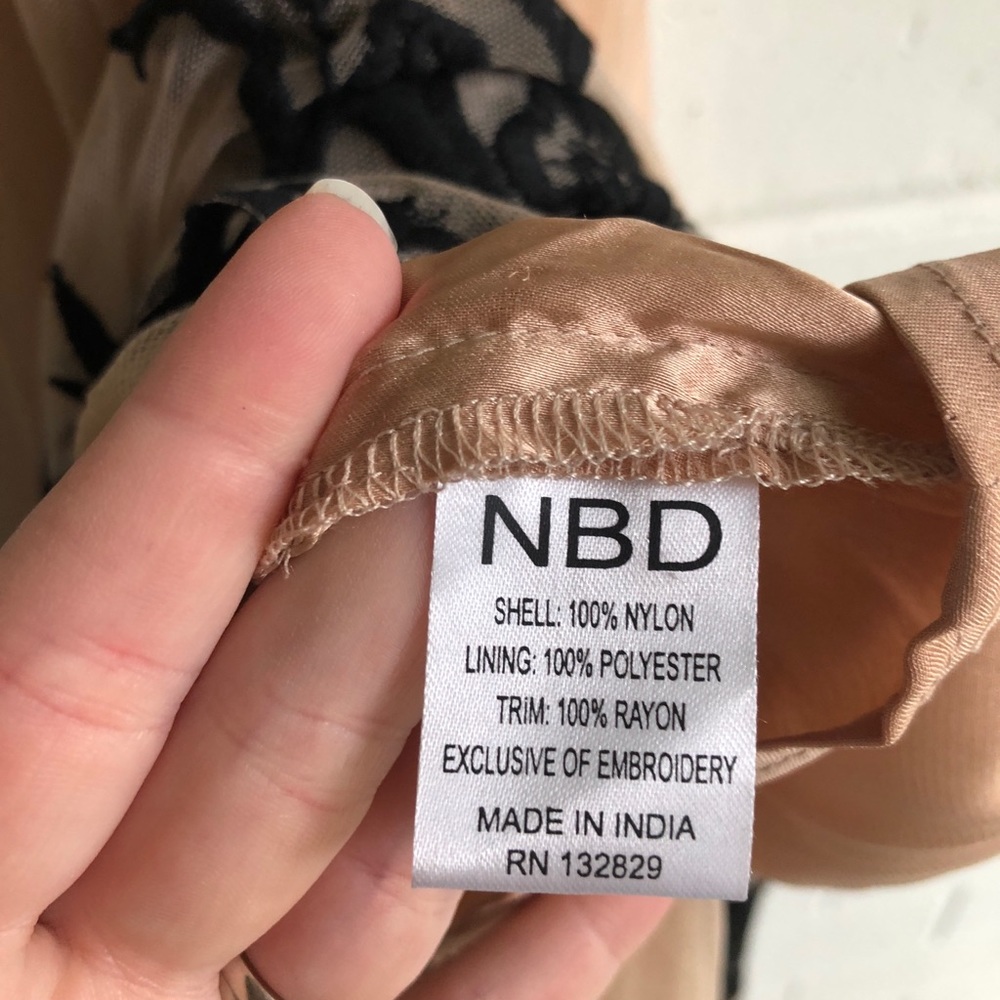 NBD
SHELL: 100% NYLON
LINING: 100% POLYESTER
TRiM: 100% RAYON
EXCLUSIVE OF EMBROIDERY
MADE IN INDIA
RN 132829